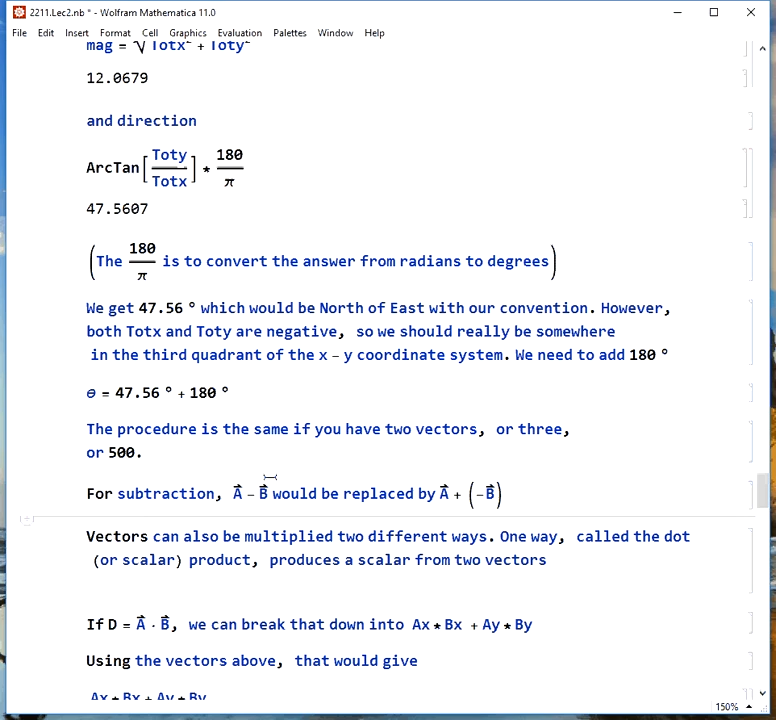 2211.Lec2.nb * - Wolfram Mathematica 11.0
File Edit Insert Format Cell Graphics Evaluation Palettes Window Help
mag = √ Totx² + Toty²
12.0679
and direction
ArcTan[Toty/Totx] * 180/π
47.5607
(The 180/π is to convert the answer from radians to degrees)
We get 47.56 ° which would be North of East with our convention. However,
both Totx and Toty are negative, so we should really be somewhere
in the third quadrant of the x - y coordinate system. We need to add 180 °
θ = 47.56 ° + 180 °
The procedure is the same if you have two vectors, or three,
or 500.
For subtraction, A⃗ - B⃗ would be replaced by A⃗ + (-B⃗)
Vectors can also be multiplied two different ways. One way, called the dot
(or scalar) product, produces a scalar from two vectors
If D = A⃗ · B⃗, we can break that down into Ax * Bx + Ay * By
Using the vectors above, that would give
Ax * Bx + Ay * By
150%